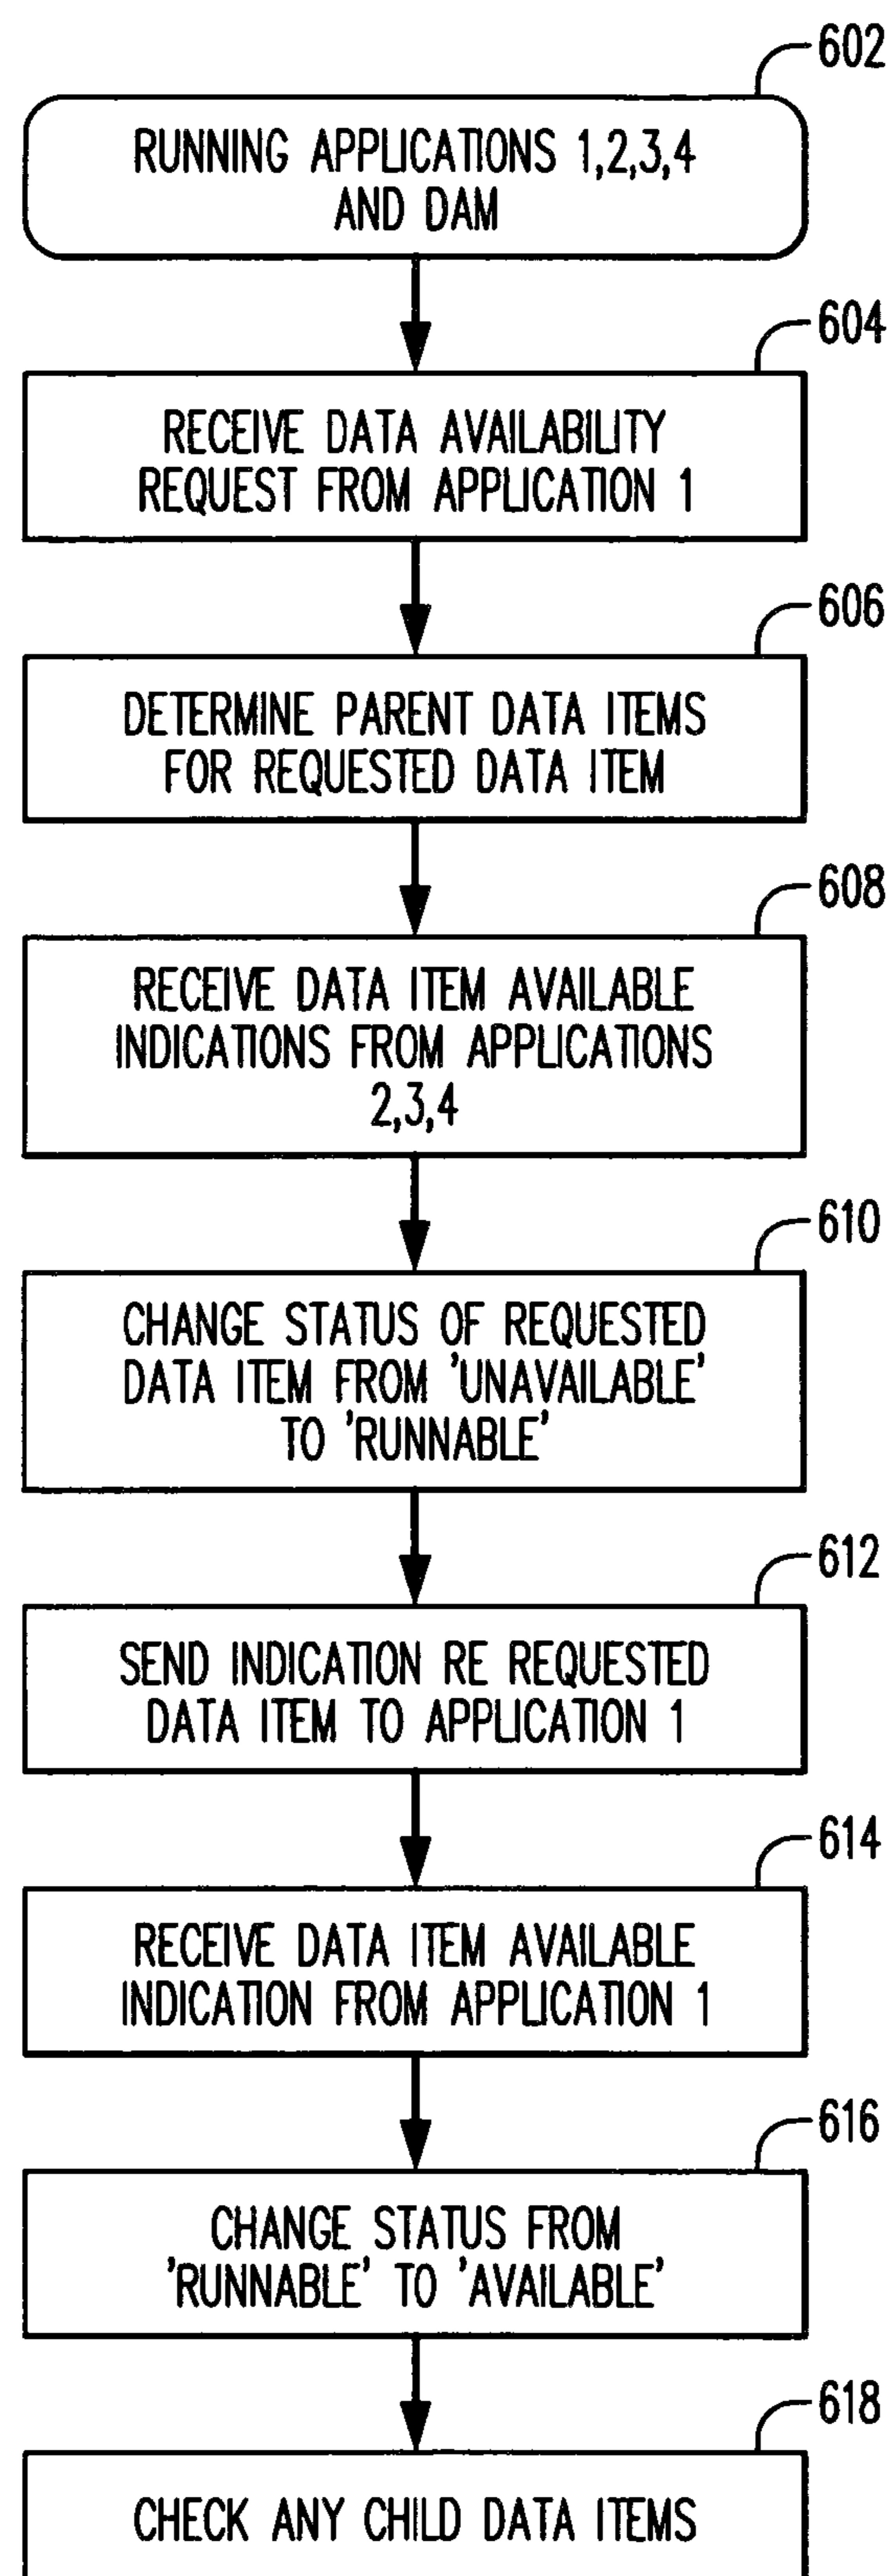 602
RUNNING APPLICATIONS 1,2,3,4
AND DAM
604
RECEIVE DATA AVAILABILITY
REQUEST FROM APPLICATION 1
606
DETERMINE PARENT DATA ITEMS
FOR REQUESTED DATA ITEM
608
RECEIVE DATA ITEM AVAILABLE
INDICATIONS FROM APPLICATIONS
2,3,4
610
CHANGE STATUS OF REQUESTED
DATA ITEM FROM 'UNAVAILABLE'
TO 'RUNNABLE'
612
SEND INDICATION RE REQUESTED
DATA ITEM TO APPLICATION 1
614
RECEIVE DATA ITEM AVAILABLE
INDICATION FROM APPLICATION 1
616
CHANGE STATUS FROM
'RUNNABLE' TO 'AVAILABLE'
618
CHECK ANY CHILD DATA ITEMS